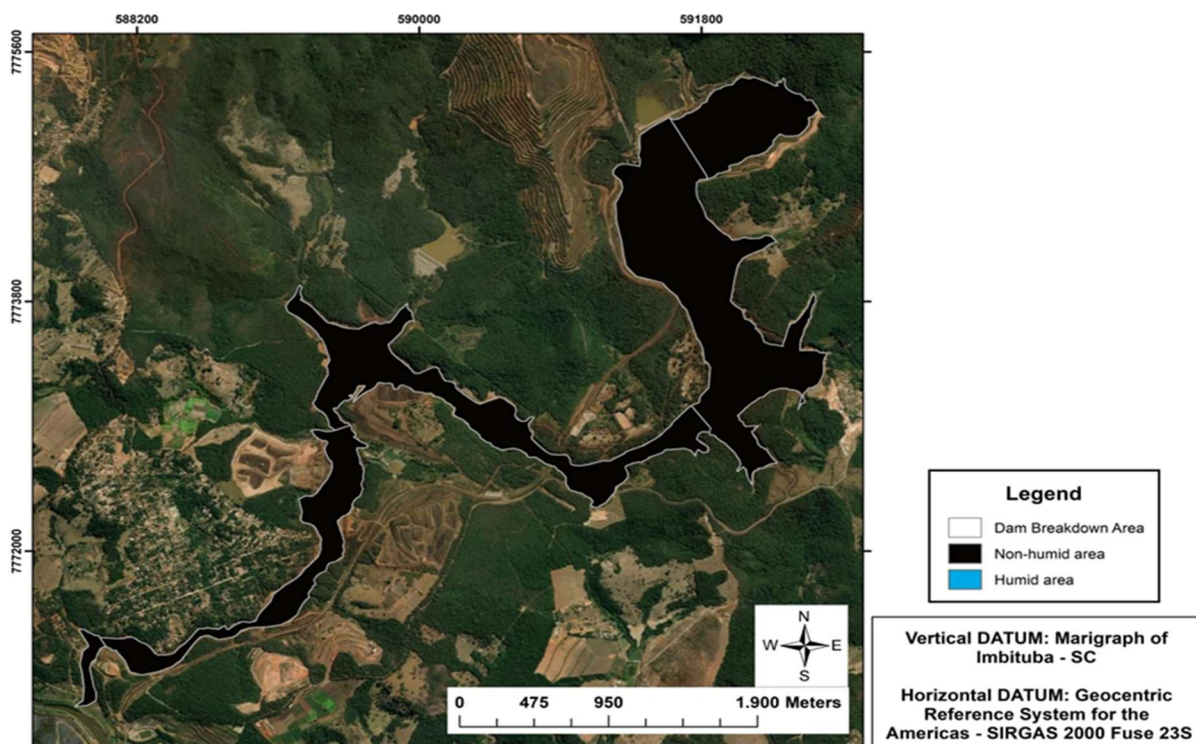 588200
590000
591800
7775600
7773800
7772000
N
W
E
S
0 475 950 1.900 Meters
Legend
Dam Breakdown Area
Non-humid area
Humid area
Vertical DATUM: Marigraph of
Imbituba - SC
Horizontal DATUM: Geocentric
Reference System for the
Americas - SIRGAS 2000 Fuse 23S